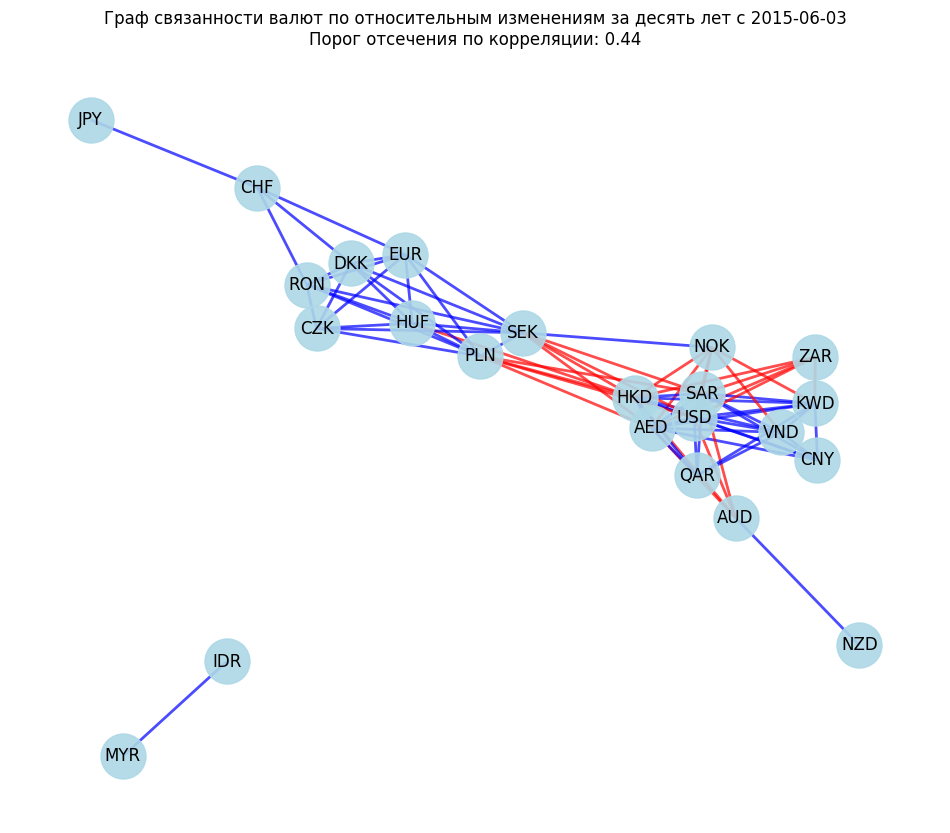 Граф связанности валют по относительным изменениям за десять лет с 2015-06-03
Порог отсечения по корреляции: 0.44
JPY
CHF
EUR
DKK
RON
HUF
CZK
SEK
PLN
NOK
ZAR
SAR
HKD
KWD
USD
AED
VND
CNY
QAR
AUD
NZD
IDR
MYR